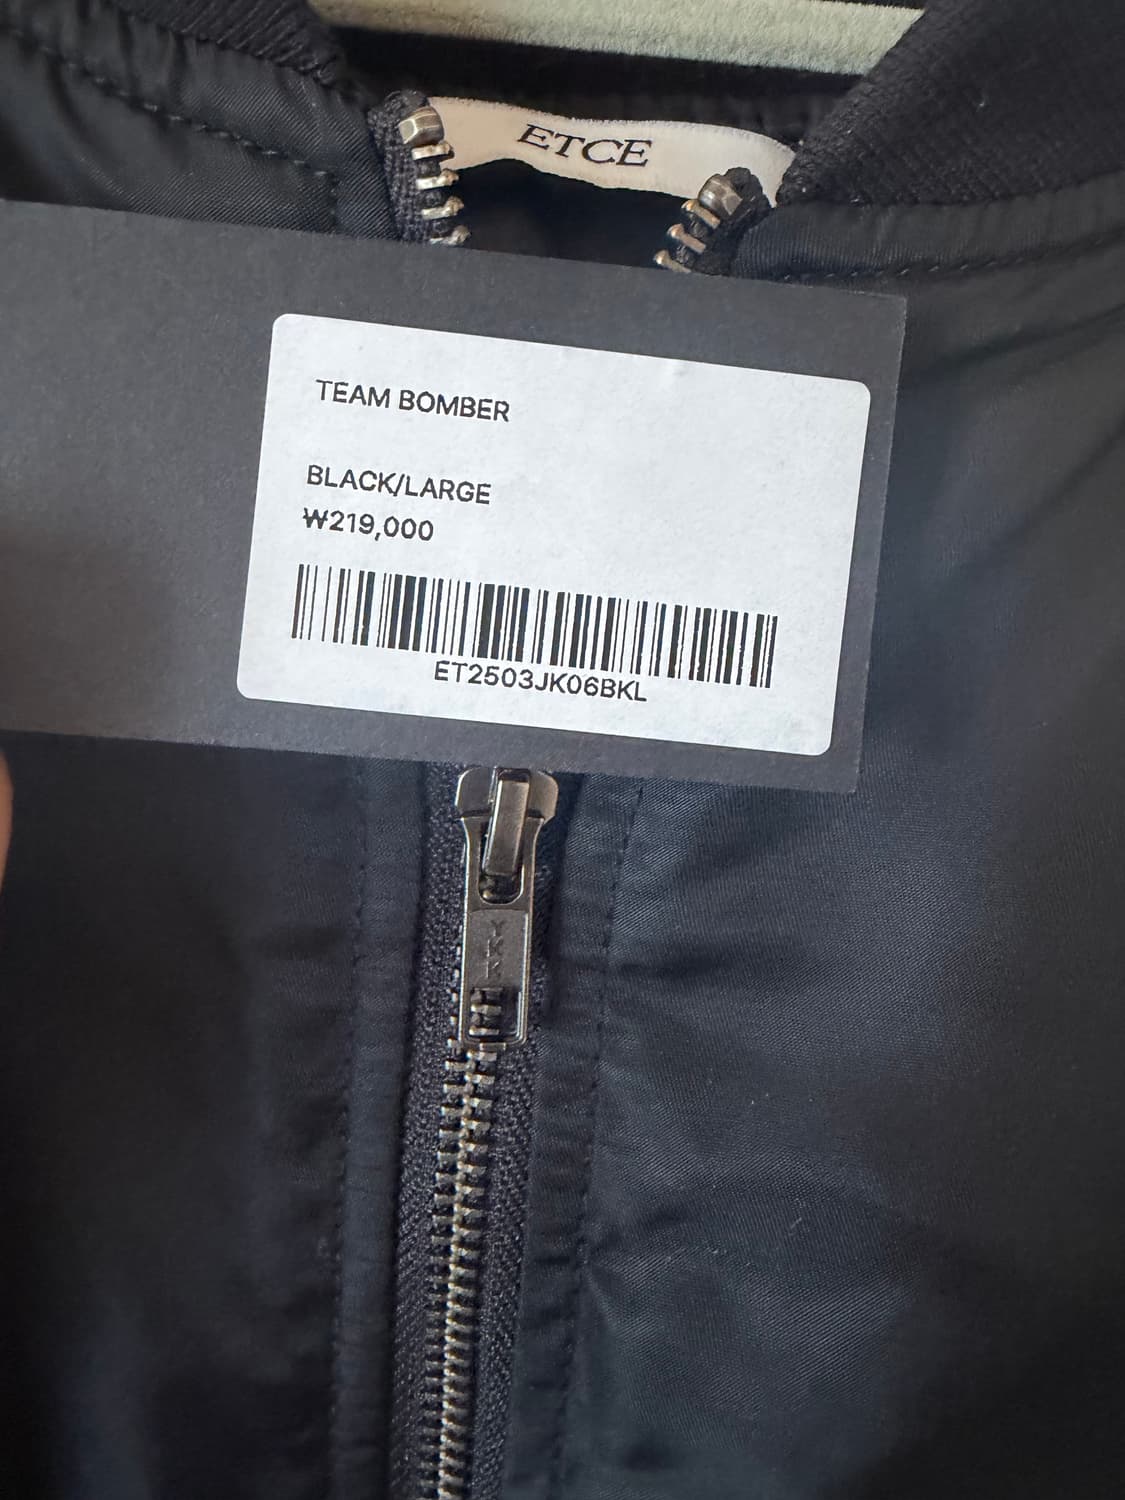 ETCE
TEAM BOMBER
BLACK/LARGE
₩219,000
ET2503JK06BKL
YKK